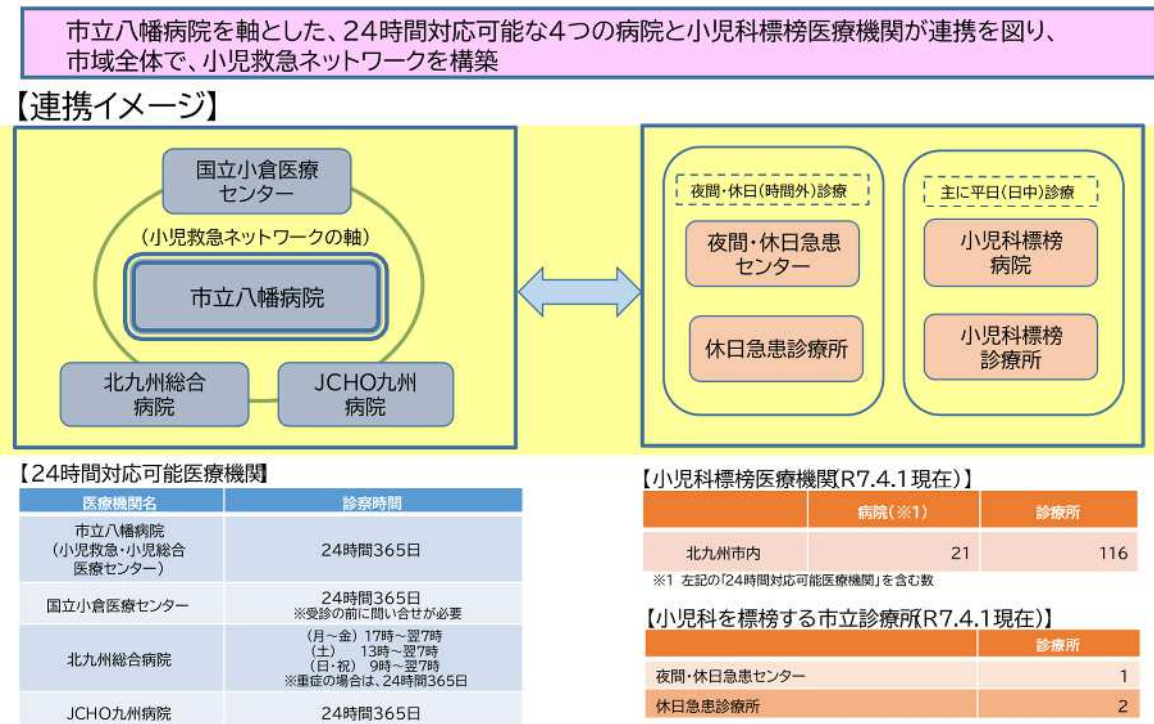 市立八幡病院を軸とした、24時間対応可能な4つの病院と小児科標榜医療機関が連携を図り、
市域全体で、小児救急ネットワークを構築
【連携イメージ】
国立小倉医療
センター
(小児救急ネットワークの軸)
市立八幡病院
北九州総合
病院
JCHO九州
病院
夜間・休日(時間外)診療
夜間・休日急患
センター
休日急患診療所
主に平日(日中)診療
小児科標榜
病院
小児科標榜
診療所
【24時間対応可能医療機関】
医療機関名 診察時間
市立八幡病院
(小児救急・小児総合
医療センター)
24時間365日
国立小倉医療センター
24時間365日
※受診の前に問い合せが必要
北九州総合病院
(月~金) 17時~翌7時
(土) 13時~翌7時
(日・祝) 9時~翌7時
※重症の場合は、24時間365日
JCHO九州病院 24時間365日
【小児科標榜医療機関(R7.4.1現在)】
病院(※1) 診療所
北九州市内 21 116
※1 左記の「24時間対応可能医療機関」を含む数
【小児科を標榜する市立診療所(R7.4.1現在)】
診療所
夜間・休日急患センター 1
休日急患診療所 2